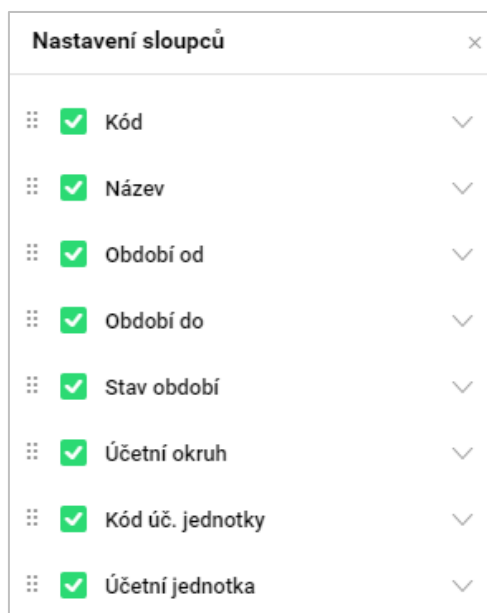 Nastavení sloupců
Kód
Název
Období od
Období do
Stav období
Účetní okruh
Kód úč. jednotky
Účetní jednotka